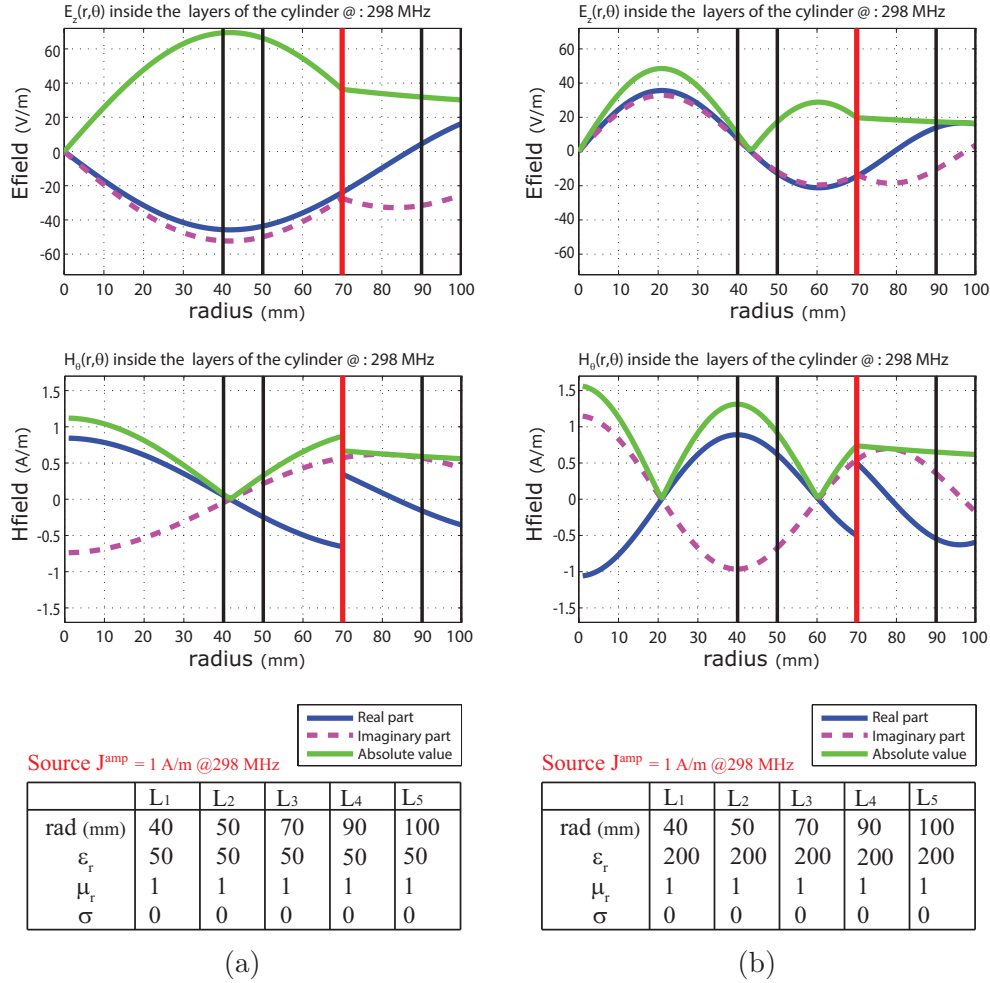 E_z(r,θ) inside the layers of the cylinder @ : 298 MHz
Efield (V/m)
60
40
20
0
-20
-40
-60
0 10 20 30 40 50 60 70 80 90 100
radius (mm)
E_z(r,θ) inside the layers of the cylinder @ : 298 MHz
Efield (V/m)
60
40
20
0
-20
40
60
0 10 20 30 40 50 60 70 80 90 100
radius (mm)
H_θ(r,θ) inside the layers of the cylinder @ : 298 MHz
Hfield (A/m)
1.5
1
0.5
0
-0.5
-1
-1.5
0 10 20 30 40 50 60 70 80 90 100
radius (mm)
H_θ(r,θ) inside the layers of the cylinder @ : 298 MHz
Hfield (A/m)
1.5
1
0.5
0
-0.5
-1
-1.5
0 10 20 30 40 50 60 70 80 90 100
radius (mm)
Real part
Imaginary part
Absolute value
Source J^amp = 1 A/m @298 MHz
L1 L2 L3 L4 L5
rad (mm) 40 50 70 90 100
ε_r 50 50 50 50 50
μ_r 1 1 1 1 1
σ 0 0 0 0 0
(a)
Real part
Imaginary part
Absolute value
Source J^amp = 1 A/m @298 MHz
L1 L2 L3 L4 L5
rad (mm) 40 50 70 90 100
ε_r 200 200 200 200 200
μ_r 1 1 1 1 1
σ 0 0 0 0 0
(b)